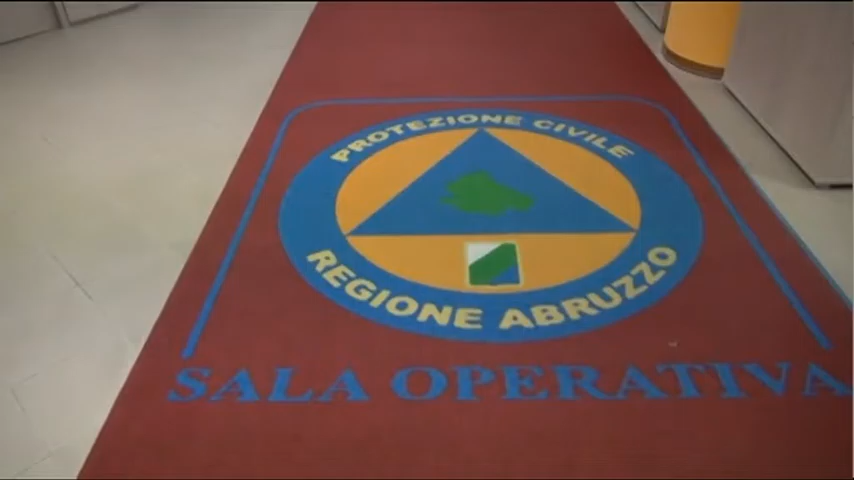 PROTEZIONE CIVILE
REGIONE ABRUZZO
SALA OPERATIVA